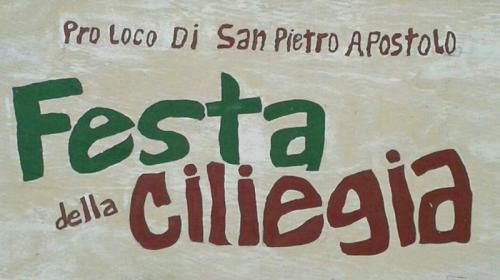 Pro Loco Di San Pietro Apostolo
Festa
della ciliegia